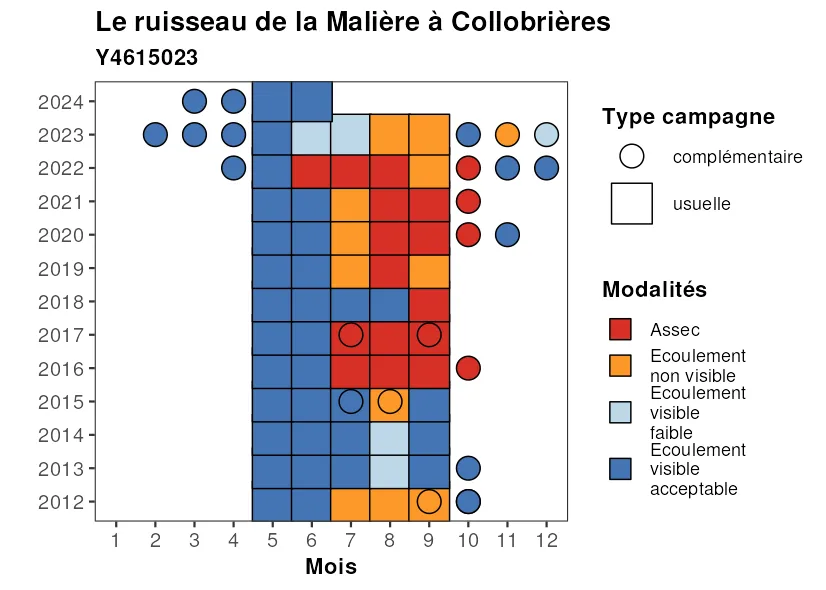 Le ruisseau de la Malière à Collobrières
Y4615023
2024
2023
2022
2021
2020
2019
2018
2017
2016
2015
2014
2013
2012
1 2 3 4 5 6 7 8 9 10 11 12
Mois
Type campagne
complémentaire
usuelle
Modalités
Assec
Ecoulement
non visible
Ecoulement
visible
faible
Ecoulement
visible
acceptable